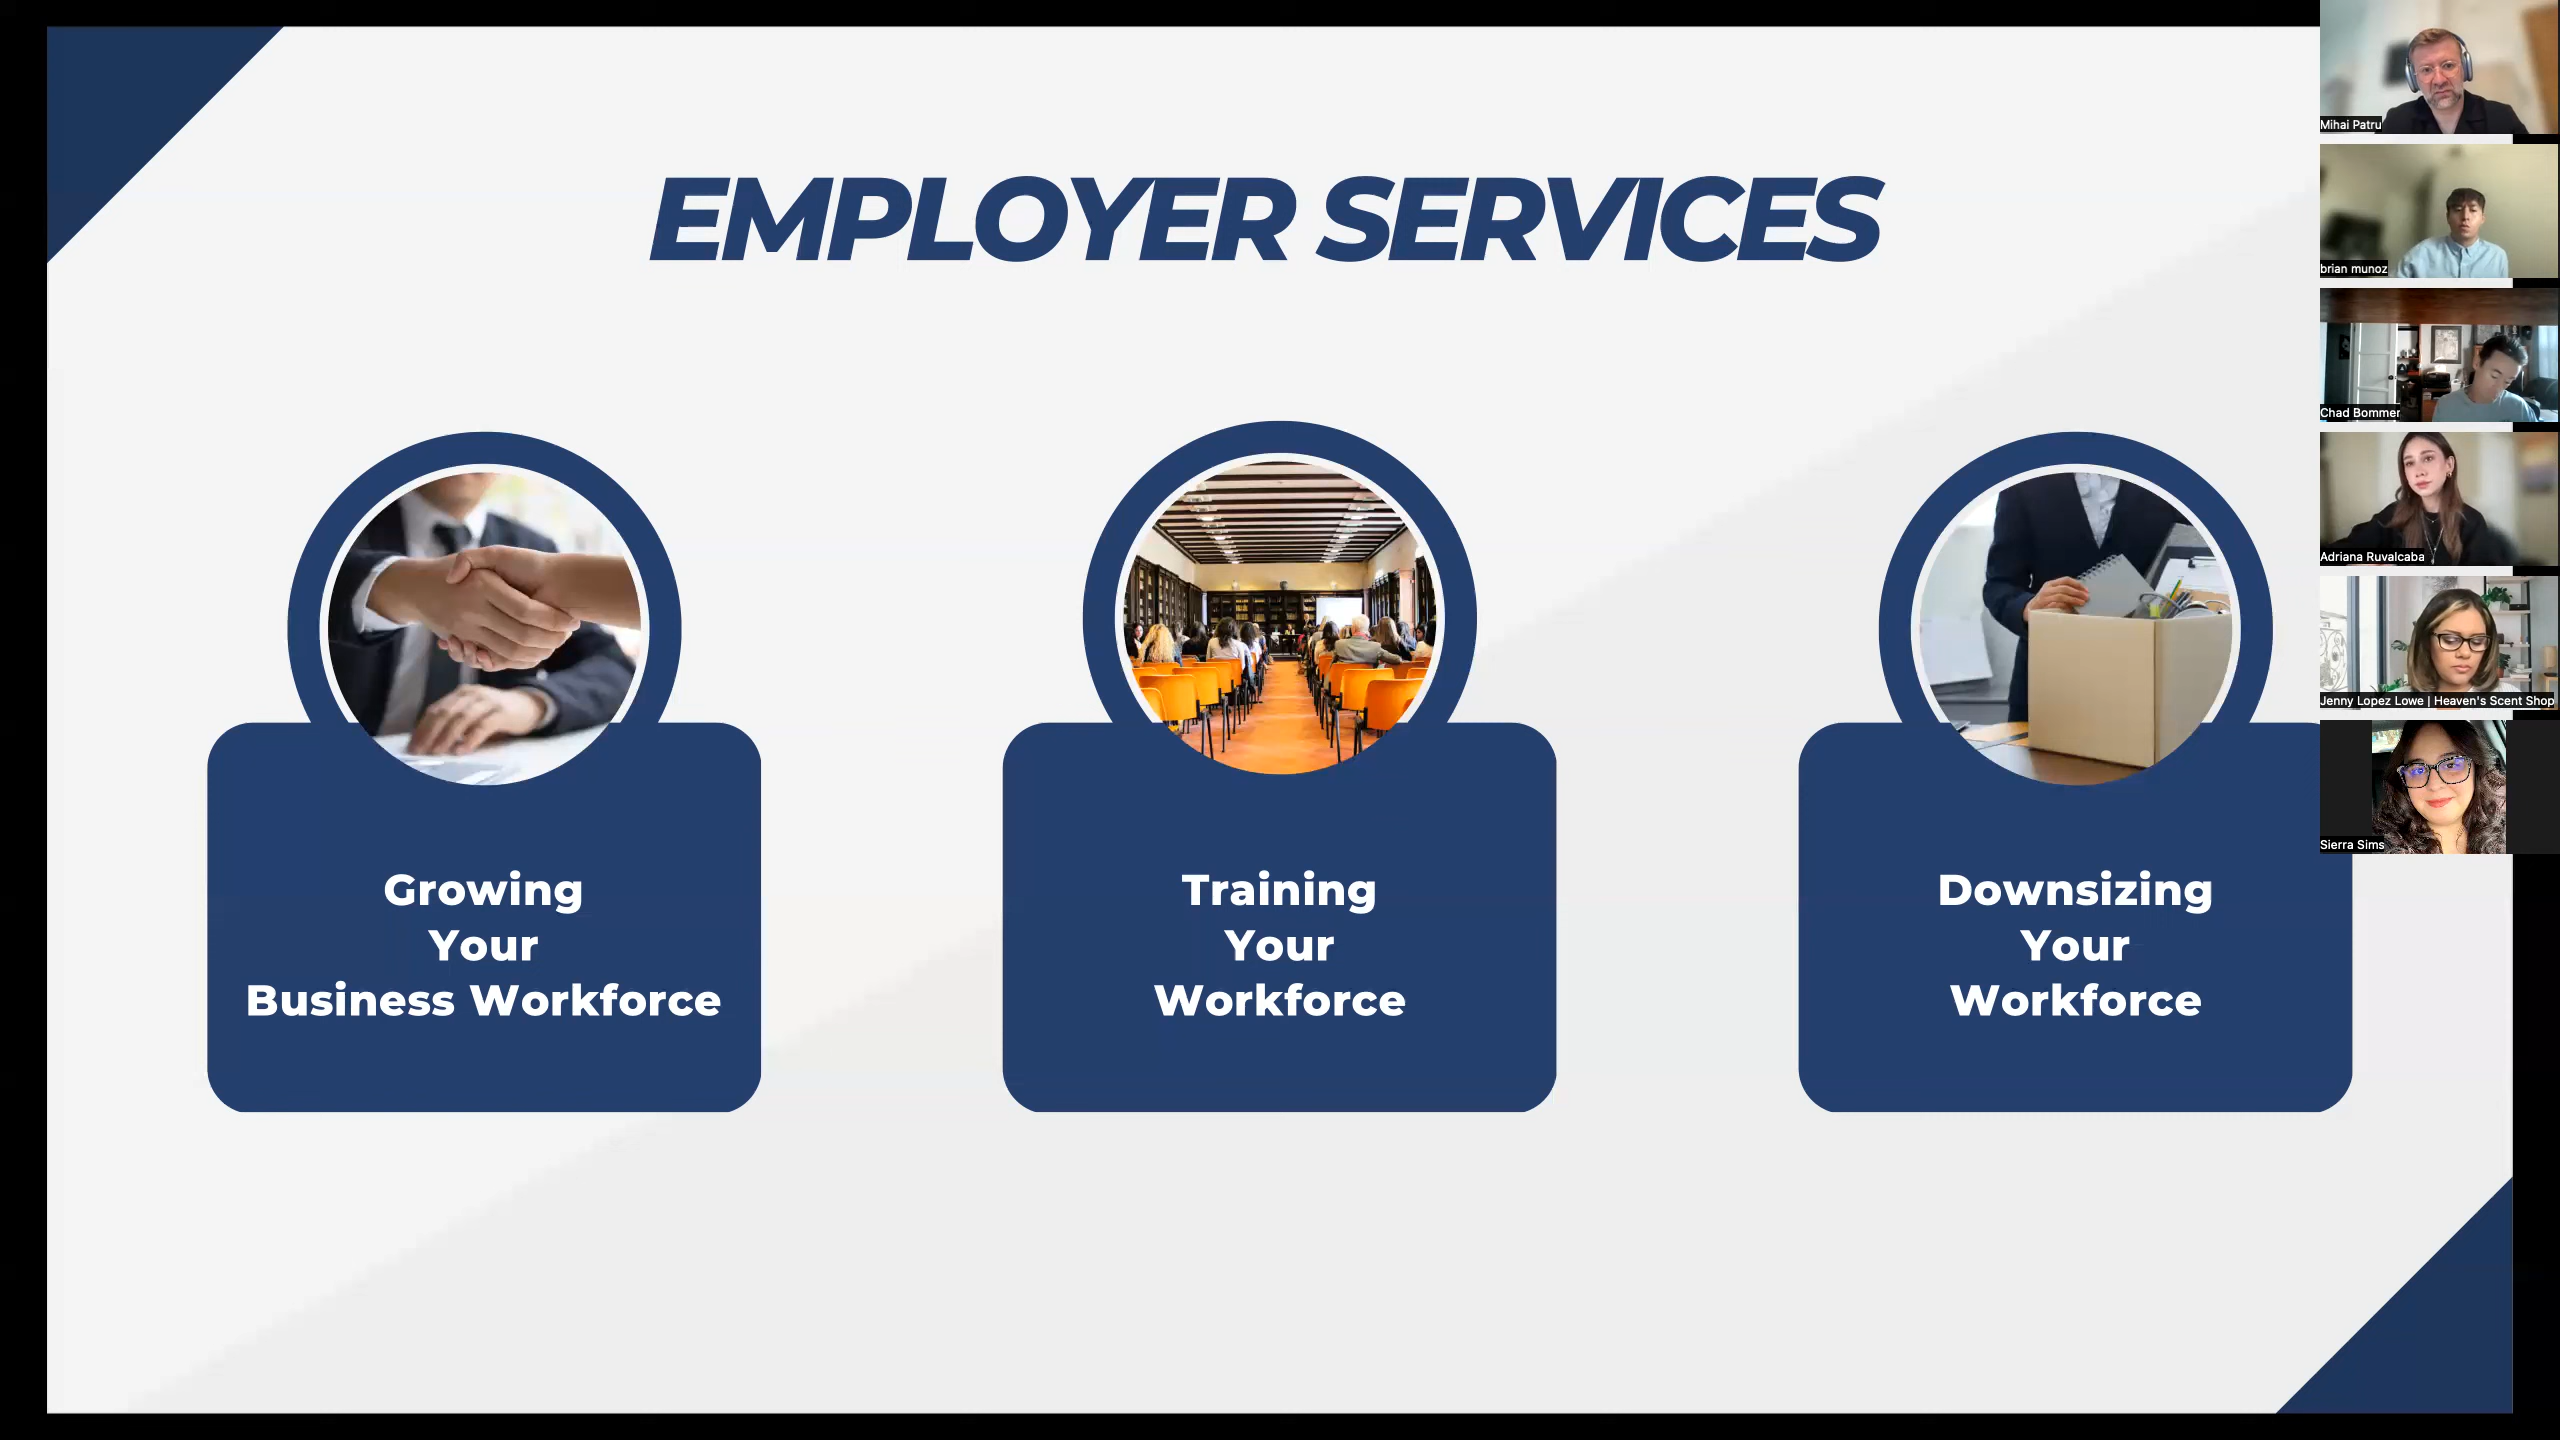 EMPLOYER SERVICES
Growing
Your
Business Workforce
Training
Your
Workforce
Downsizing
Your
Workforce
Mihai Patru
brian munoz
Chad Bommer
Adriana Ruvalcaba
Jenny Lopez Lowe | Heaven's Scent Shop
Sierra Sims